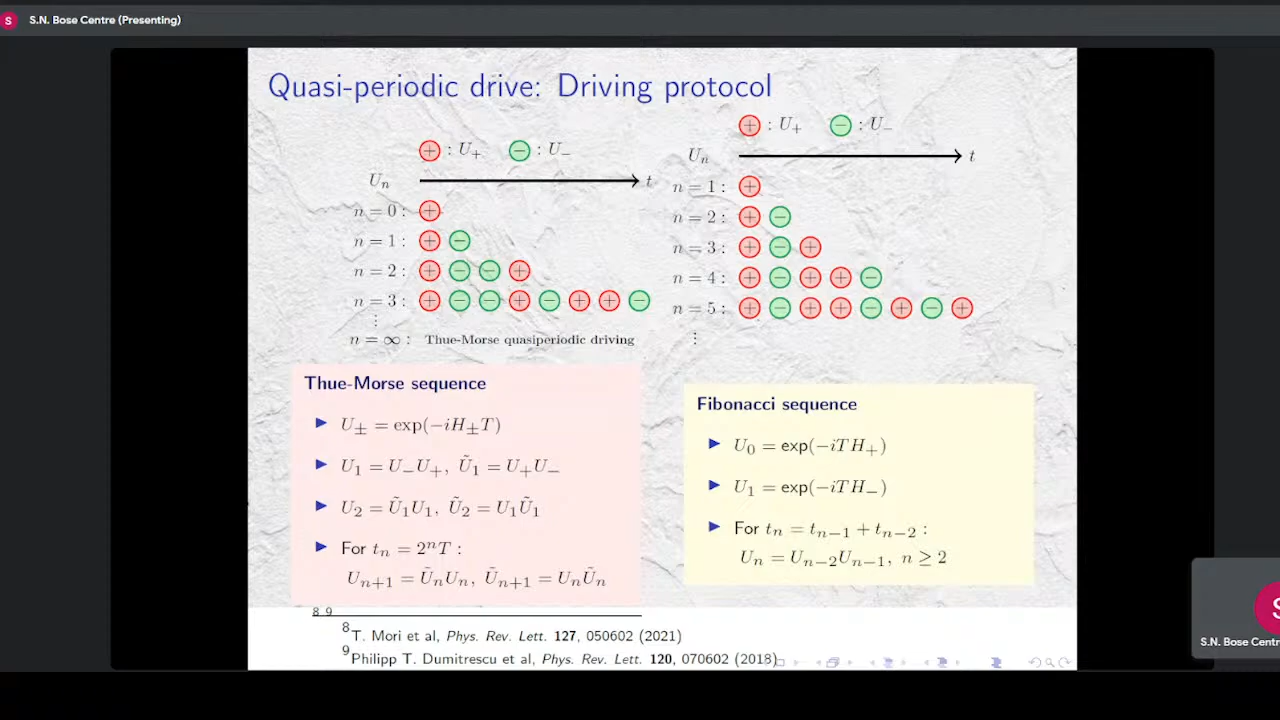 S
S.N. Bose Centre (Presenting)
Quasi-periodic drive: Driving protocol
⊕ : U₊ ⊖ : U₋
Uₙ t
n = 0 : ⊕
n = 1 : ⊕ ⊖
n = 2 : ⊕ ⊖ ⊖ ⊕
n = 3 : ⊕ ⊖ ⊖ ⊕ ⊖ ⊕ ⊕ ⊖
⋮
n = ∞ : Thue-Morse quasiperiodic driving
⊕ : U₊ ⊖ : U₋
Uₙ t
n = 1 : ⊕
n = 2 : ⊕ ⊖
n = 3 : ⊕ ⊖ ⊕
n = 4 : ⊕ ⊖ ⊕ ⊕ ⊖
n = 5 : ⊕ ⊖ ⊕ ⊕ ⊖ ⊕ ⊖ ⊕
⋮
Thue-Morse sequence
▶ U± = exp(−iH±T)
▶ U₁ = U₋U₊, Ũ₁ = U₊U₋
▶ U₂ = Ũ₁U₁, Ũ₂ = U₁Ũ₁
▶ For tₙ = 2ⁿT :
Uₙ₊₁ = ŨₙUₙ, Ũₙ₊₁ = UₙŨₙ
Fibonacci sequence
▶ U₀ = exp(−iTH₊)
▶ U₁ = exp(−iTH₋)
▶ For tₙ = tₙ₋₁ + tₙ₋₂ :
Uₙ = Uₙ₋₂Uₙ₋₁, n ≥ 2
8 9
⁸T. Mori et al, Phys. Rev. Lett. 127, 050602 (2021)
⁹Philipp T. Dumitrescu et al, Phys. Rev. Lett. 120, 070602 (2018)
S
S.N. Bose Centr